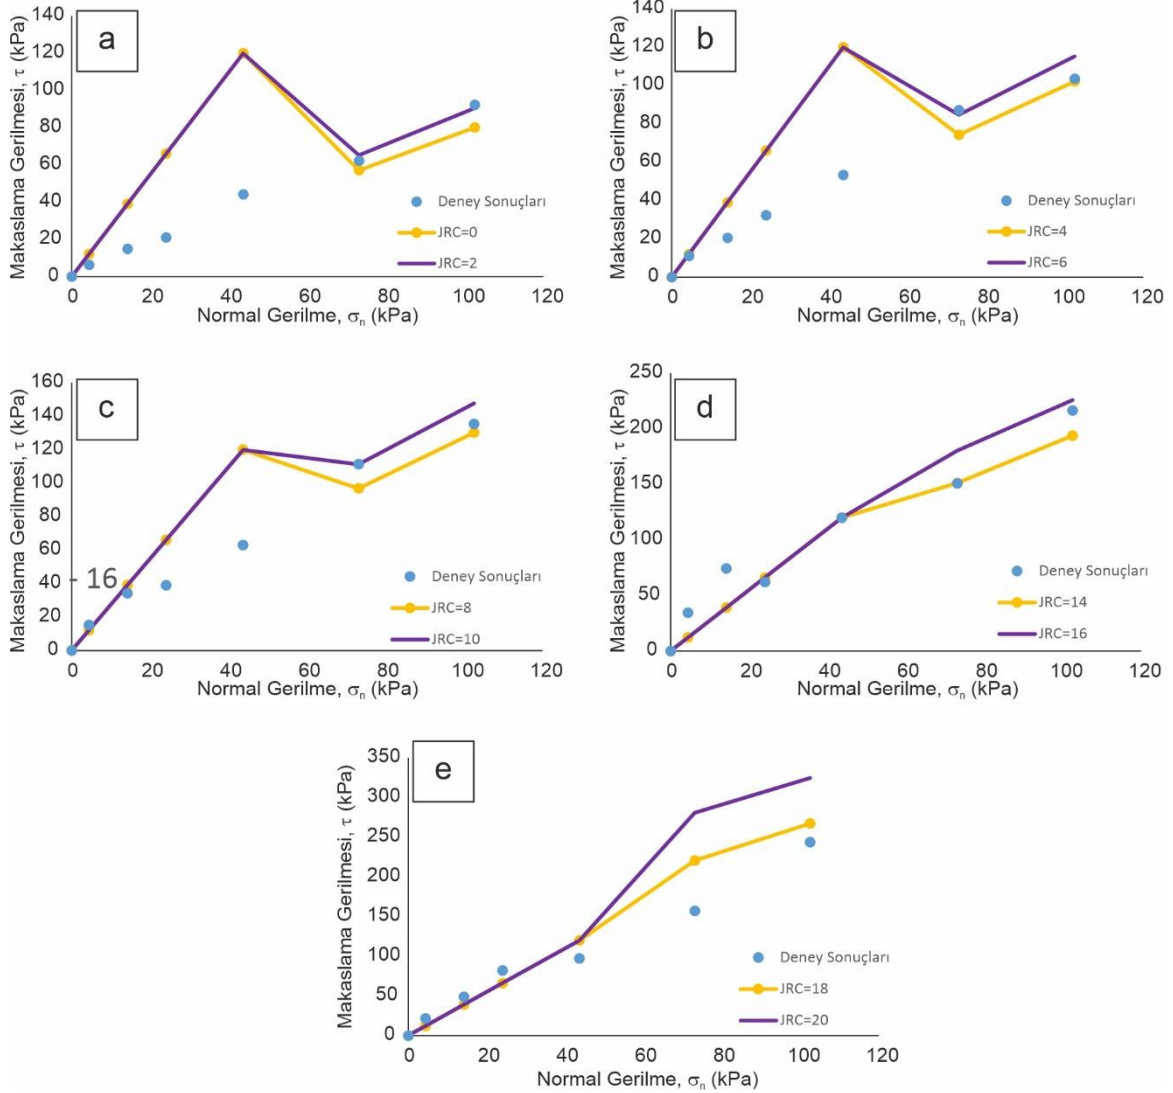 a
Makaslama Gerilmesi, τ (kPa)
140
120
100
80
60
40
20
0
0 20 40 60 80 100 120
Normal Gerilme, σn (kPa)
Deney Sonuçları
JRC=0
JRC=2
b
Makaslama Gerilmesi, τ (kPa)
140
120
100
80
60
40
20
0
0 20 40 60 80 100 120
Normal Gerilme, σn (kPa)
Deney Sonuçları
JRC=4
JRC=6
c
Makaslama Gerilmesi, τ (kPa)
160
140
120
100
80
60
40
20
0
- 16
0 20 40 60 80 100 120
Normal Gerilme, σn (kPa)
Deney Sonuçları
JRC=8
JRC=10
d
Makaslama Gerilmesi, τ (kPa)
250
200
150
100
50
0
0 20 40 60 80 100 120
Normal Gerilme, σn (kPa)
Deney Sonuçları
JRC=14
JRC=16
e
Makaslama Gerilmesi, τ (kPa)
350
300
250
200
150
100
50
0
0 20 40 60 80 100 120
Normal Gerilme, σn (kPa)
Deney Sonuçları
JRC=18
JRC=20